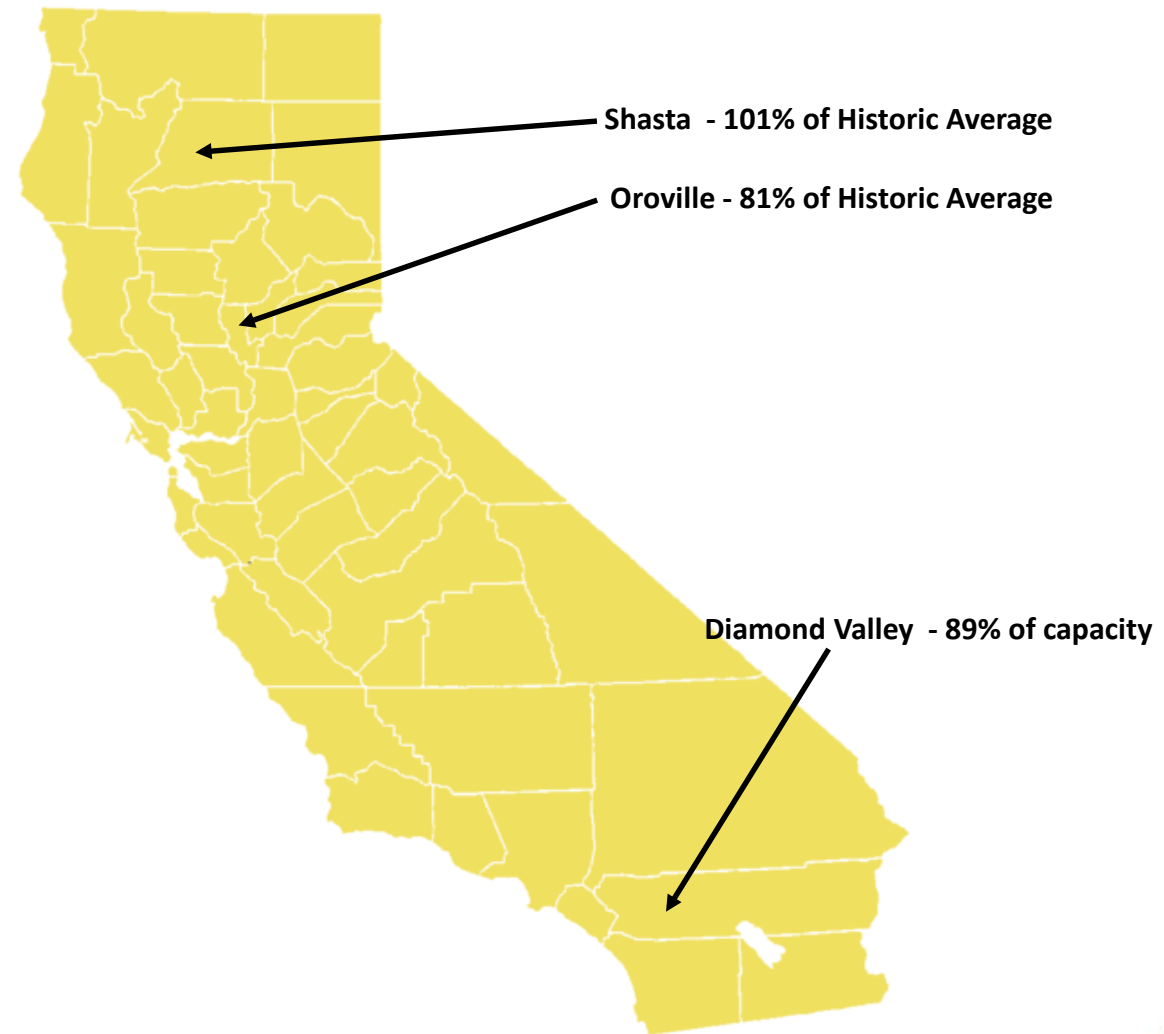 Shasta - 101% of Historic Average
Oroville - 81% of Historic Average
Diamond Valley - 89% of capacity